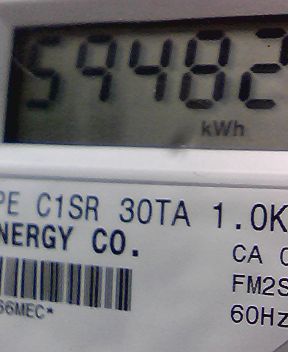 59482
kWh
PE C1SR 30TA 1.0K
NERGY CO.
CA
FM2S
66MEC*
60Hz